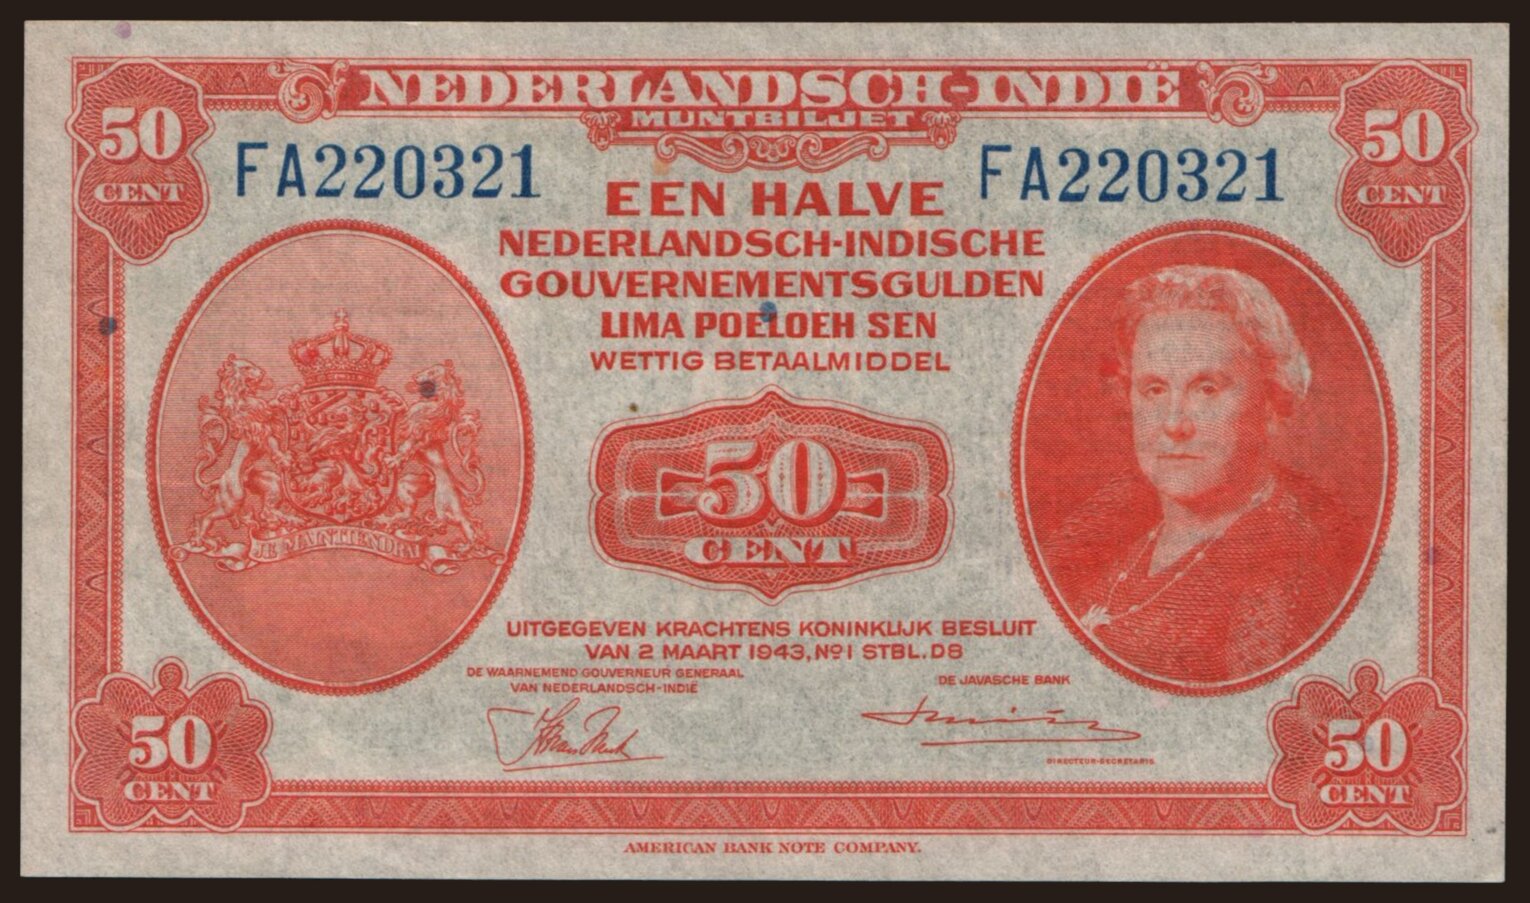 NEDERLANDSCH-INDIË
MUNTBILJET
50
CENT
50
CENT
FA220321
FA220321
EEN HALVE
NEDERLANDSCH-INDISCHE
GOUVERNEMENTSGULDEN
LIMA POELOEH SEN
WETTIG BETAALMIDDEL
JE MAINTIENDRAI
50
CENT
UITGEGEVEN KRACHTENS KONINKLIJK BESLUIT
VAN 2 MAART 1943, Nº 1 STBL. D8
DE WAARNEMEND GOUVERNEUR GENERAAL
VAN NEDERLANDSCH-INDIË
DE JAVASCHE BANK
DIRECTEUR-SECRETARIS
50
CENT
50
CENT
AMERICAN BANK NOTE COMPANY.